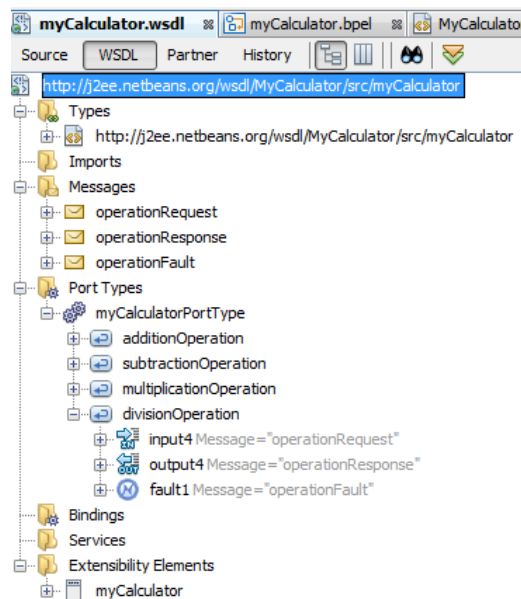 myCalculator.wsdl myCalculator.bpel MyCalculato
Source WSDL Partner History
http://j2ee.netbeans.org/wsdl/MyCalculator/src/myCalculator
Types
http://j2ee.netbeans.org/wsdl/MyCalculator/src/myCalculator
Imports
Messages
operationRequest
operationResponse
operationFault
Port Types
myCalculatorPortType
additionOperation
subtractionOperation
multiplicationOperation
divisionOperation
IN input4 Message="operationRequest"
OUT output4 Message="operationResponse"
fault1 Message="operationFault"
Bindings
Services
Extensibility Elements
myCalculator